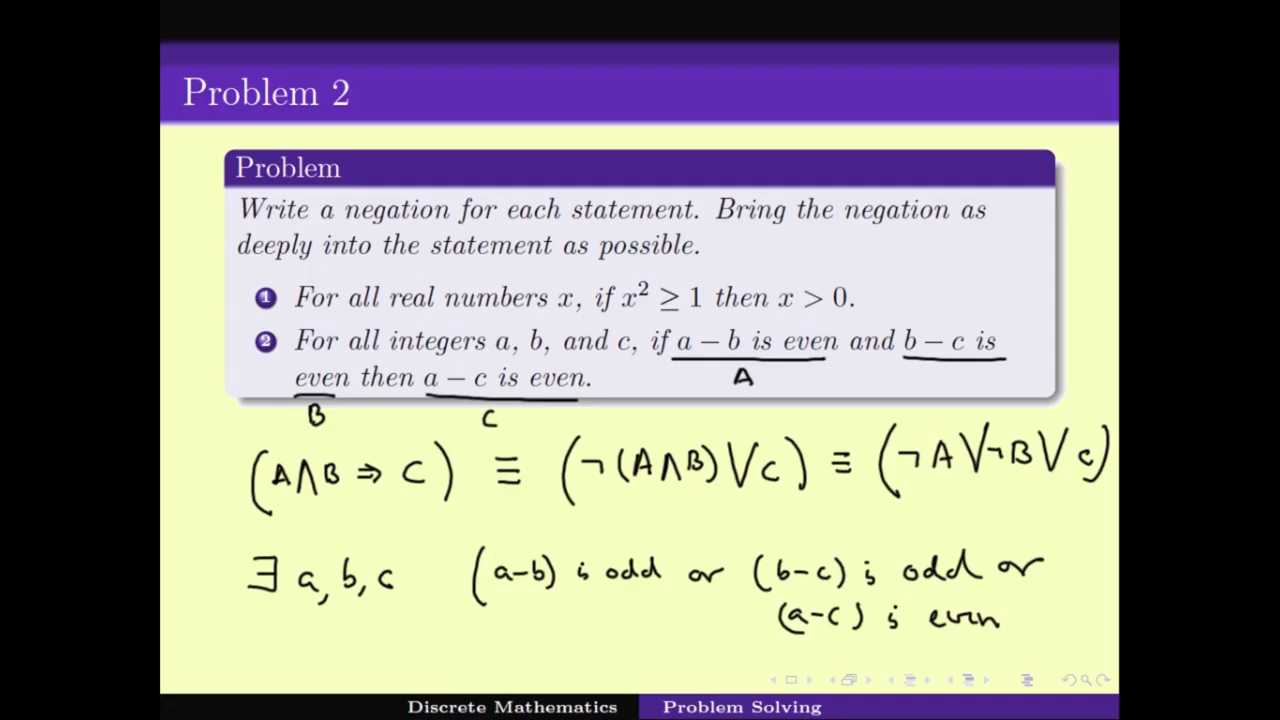 Problem 2
Problem
Write a negation for each statement. Bring the negation as
deeply into the statement as possible.
1 For all real numbers x, if x² ≥ 1 then x > 0.
2 For all integers a, b, and c, if a − b is even and b − c is
even then a − c is even.
A
B
C
(A∧B ⇒ C) ≡ (¬(A∧B)∨C) ≡ (¬A∨¬B∨C)
∃ a, b, c (a-b) is odd or (b-c) is odd or
(a-c) is even
Discrete Mathematics
Problem Solving